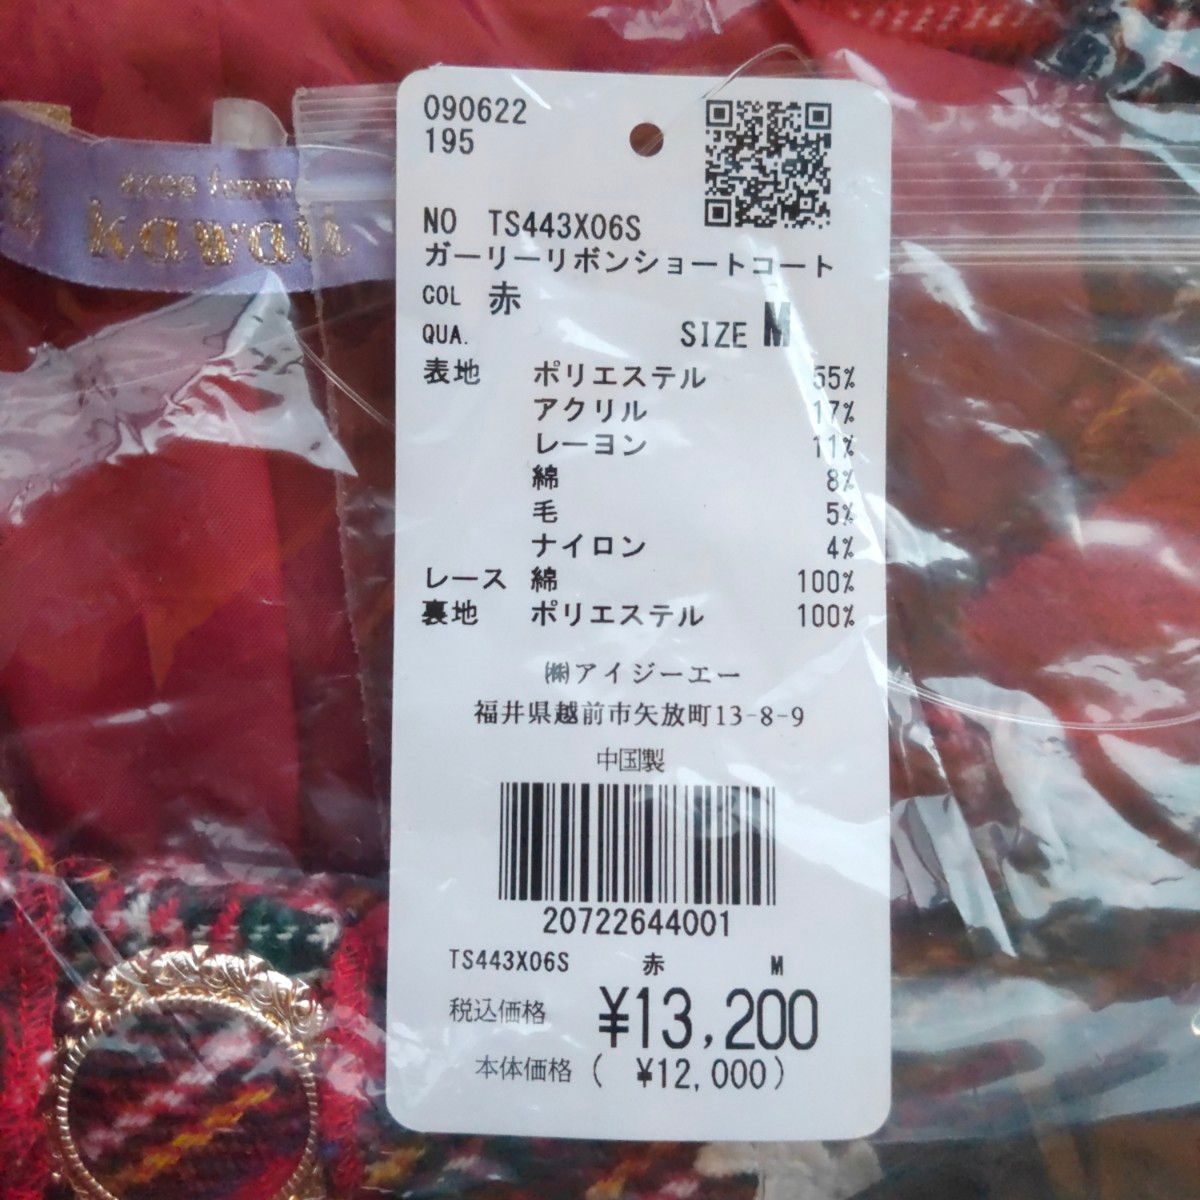 090622
195
NO TS443X06S
ガーリーリボンショートコート
COL 赤
QUA. SIZE M
表地 ポリエステル 55%
アクリル 17%
レーヨン 11%
綿 8%
毛 5%
ナイロン 4%
レース 綿 100%
裏地 ポリエステル 100%
㈱アイジーエー
福井県越前市矢放町13-8-9
中国製
20722644001
TS443X06S 赤 M
税込価格 ¥13,200
本体価格 ( ¥12,000)
kawaii